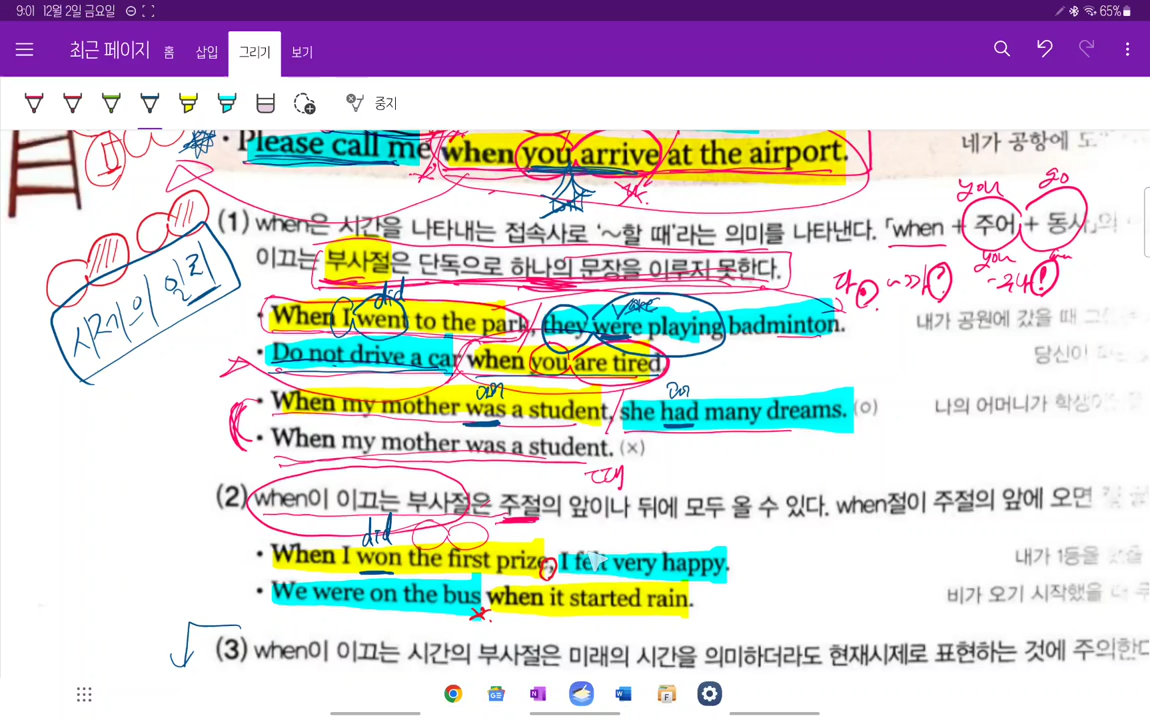 9:01 12월 2일 금요일 65%
최근 페이지 홈 삽입 그리기 보기
중지
· Please call me when you arrive at the airport. 네가 공항에 도
you go
(1) when은 시간을 나타내는 접속사로 '~할 때'라는 의미를 나타낸다. 「when + 주어 + 동사」의
이끄는 부사절은 단독으로 하나의 문장을 이루지 못한다.
you
시제의 일치
did
· When I went to the park, they were playing badminton. 내가 공원에 갔을 때 그
· Do not drive a car when you are tired. 당신이
· When my mother was a student, she had many dreams. (o) 나의 어머니가 학생이
· When my mother was a student. (×)
(2) when이 이끄는 부사절은 주절의 앞이나 뒤에 모두 올 수 있다. when절이 주절의 앞에 오면
did
· When I won the first prize, I felt very happy. 내가 1등을
· We were on the bus when it started rain. 비가 오기 시작했을 때 우
(3) when이 이끄는 시간의 부사절은 미래의 시간을 의미하더라도 현재시제로 표현하는 것에 주의한다